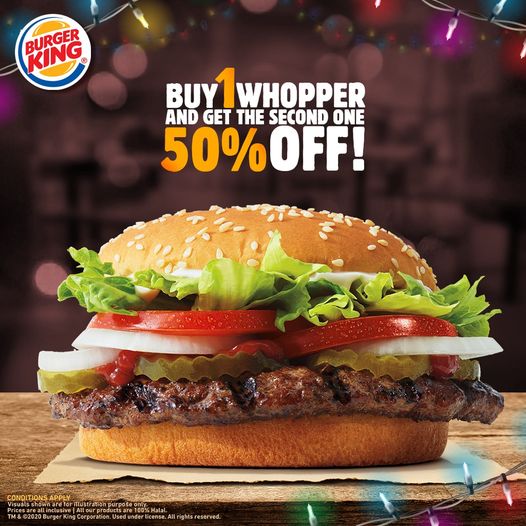 BURGER
KING
®
BUY 1 WHOPPER
AND GET THE SECOND ONE
50% OFF!
CONDITIONS APPLY
Visuals shown are for illustration purpose only.
Prices are all inclusive | All our products are 100% Halal.
TM & ©2020 Burger King Corporation. Used under license. All rights reserved.